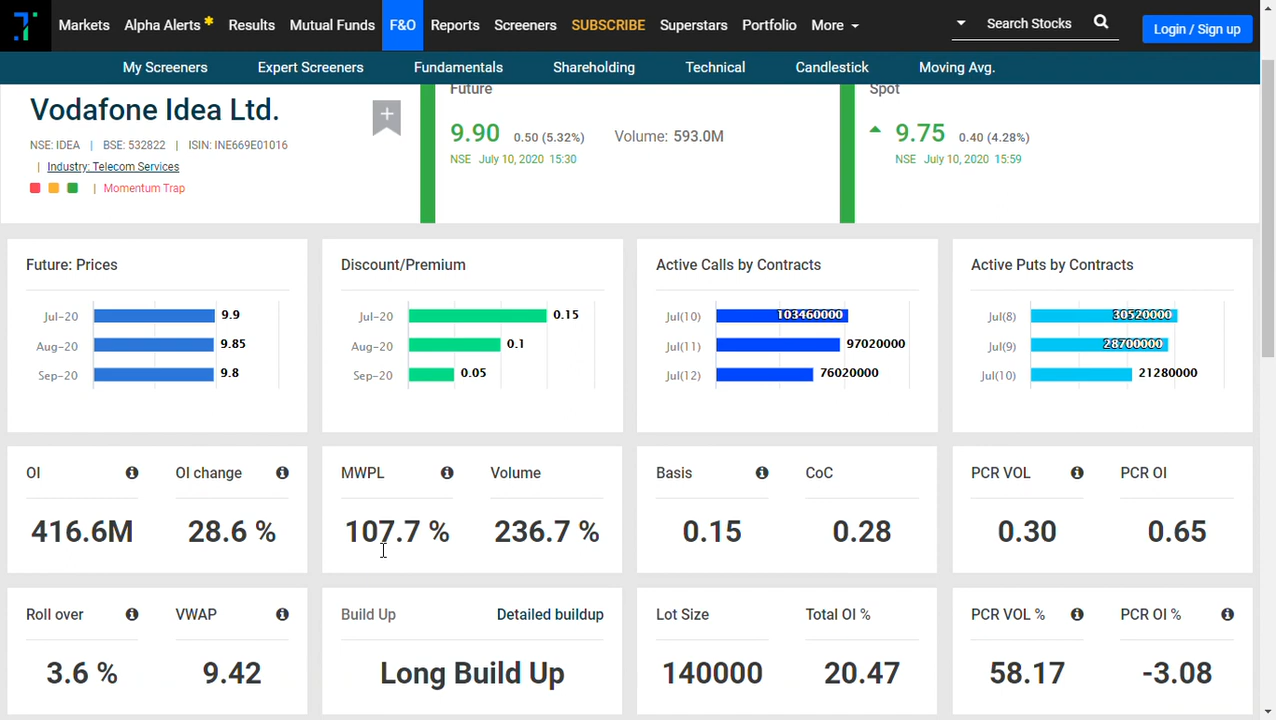 Markets Alpha Alerts Results Mutual Funds F&O Reports Screeners SUBSCRIBE Superstars Portfolio More Search Stocks Login / Sign up
My Screeners Expert Screeners Fundamentals Shareholding Technical Candlestick Moving Avg.
Vodafone Idea Ltd.
NSE: IDEA | BSE: 532822 | ISIN: INE669E01016
| Industry: Telecom Services
| Momentum Trap
Future
9.90 0.50 (5.32%) Volume: 593.0M
NSE July 10, 2020 15:30
Spot
9.75 0.40 (4.28%)
NSE July 10, 2020 15:59
Future: Prices
Jul-20 9.9
Aug-20 9.85
Sep-20 9.8
Discount/Premium
Jul-20 0.15
Aug-20 0.1
Sep-20 0.05
Active Calls by Contracts
Jul(10) 103460000
Jul(11) 97020000
Jul(12) 76020000
Active Puts by Contracts
Jul(8) 30520000
Jul(9) 28700000
Jul(10) 21280000
OI OI change
416.6M 28.6 %
MWPL Volume
107.7 % 236.7 %
Basis CoC
0.15 0.28
PCR VOL PCR OI
0.30 0.65
Roll over VWAP
3.6 % 9.42
Build Up Detailed buildup
Long Build Up
Lot Size Total OI %
140000 20.47
PCR VOL % PCR OI %
58.17 -3.08